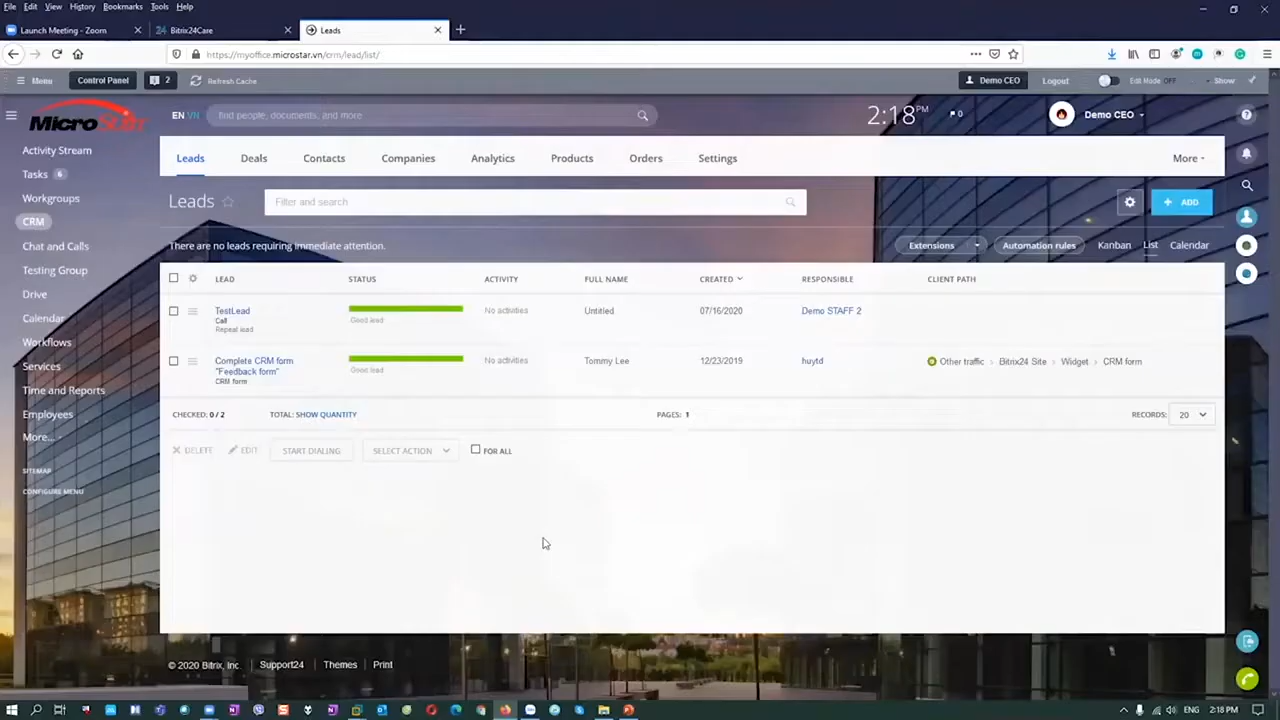 File Edit View History Bookmarks Tools Help
Launch Meeting - Zoom
Bitrix24Care
Leads
https://myoffice.microstar.vn/crm/lead/list/
Menu Control Panel 2 Refresh Cache Demo CEO Logout Edit Mode OFF Show
MicroStar EN VN find people, documents, and more 2:18 PM 0 Demo CEO
Activity Stream
Tasks 6
Workgroups
CRM
Chat and Calls
Testing Group
Drive
Calendar
Workflows
Services
Time and Reports
Employees
More...
SITEMAP
CONFIGURE MENU
Leads Deals Contacts Companies Analytics Products Orders Settings More
Leads Filter and search + ADD
There are no leads requiring immediate attention. Extensions Automation rules Kanban List Calendar
LEAD STATUS ACTIVITY FULL NAME CREATED RESPONSIBLE CLIENT PATH
TestLead No activities Untitled 07/16/2020 Demo STAFF 2
Call Good lead
Repeat lead
Complete CRM form No activities Tommy Lee 12/23/2019 huytd Other traffic > Bitrix24 Site > Widget > CRM form
"Feedback form" Good lead
CRM form
CHECKED: 0 / 2 TOTAL: SHOW QUANTITY PAGES: 1 RECORDS: 20
DELETE EDIT START DIALING SELECT ACTION FOR ALL
© 2020 Bitrix, Inc. Support24 Themes Print
2:18 PM